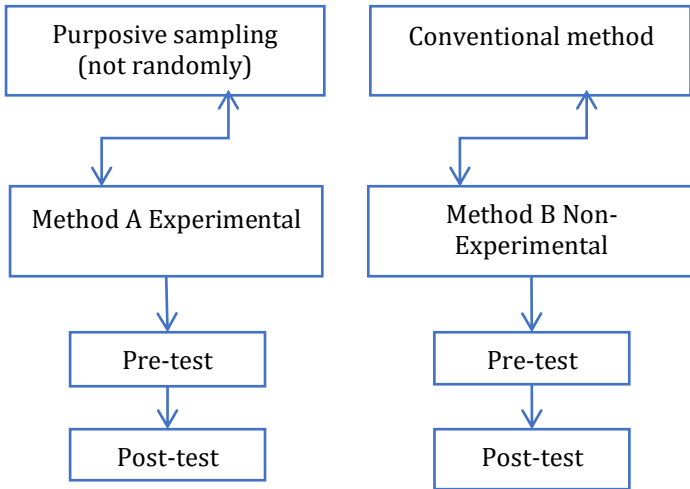 Purposive sampling
(not randomly)
Conventional method
Method A Experimental
Method B Non-
Experimental
Pre-test
Pre-test
Post-test
Post-test